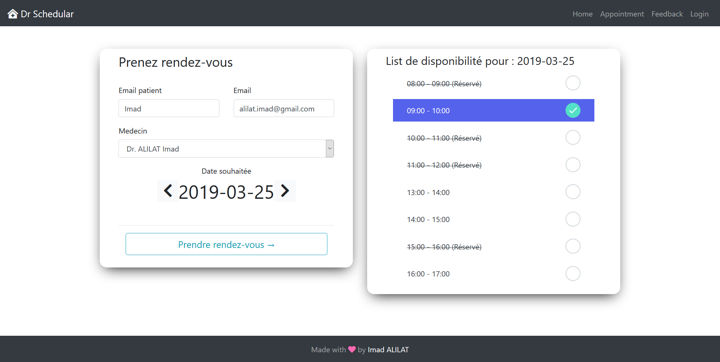 Dr Schedular
Home Appointment Feedback Login
Prenez rendez-vous
Email patient
Email
Imad
alilat.imad@gmail.com
Medecin
Dr. ALILAT Imad
Date souhaitée
2019-03-25
Prendre rendez-vous →
List de disponibilité pour : 2019-03-25
08:00 - 09:00 (Réservé)
09:00 - 10:00
10:00 - 11:00 (Réservé)
11:00 - 12:00 (Réservé)
13:00 - 14:00
14:00 - 15:00
15:00 - 16:00 (Réservé)
16:00 - 17:00
Made with ♥ by Imad ALILAT